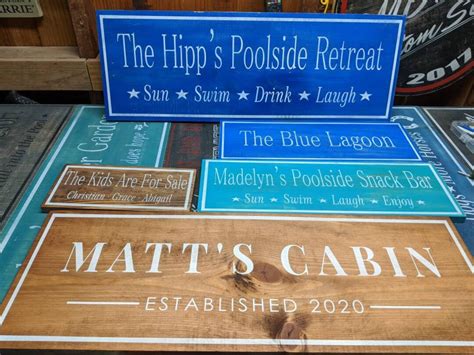 The Hipp's Poolside Retreat
★Sun ★Swim ★Drink ★Laugh★
The Blue Lagoon
The Kids Are For Sale
Christian · Grace · Abigail
Madelyn's Poolside Snack Bar
★ Sun ★ Swim ★ Laugh ★ Enjoy ★
MATT'S CABIN
ESTABLISHED 2020
2017